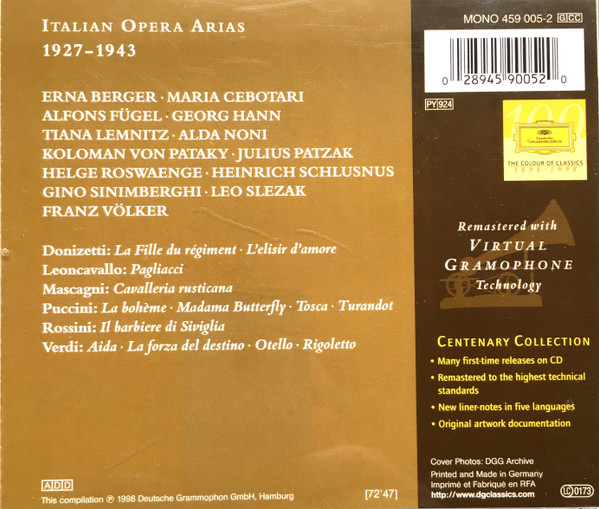 ITALIAN OPERA ARIAS
1927–1943
ERNA BERGER · MARIA CEBOTARI
ALFONS FÜGEL · GEORG HANN
TIANA LEMNITZ · ALDA NONI
KOLOMAN VON PATAKY · JULIUS PATZAK
HELGE ROSWAENGE · HEINRICH SCHLUSNUS
GINO SINIMBERGHI · LEO SLEZAK
FRANZ VÖLKER
Donizetti: La Fille du régiment · L'elisir d'amore
Leoncavallo: Pagliacci
Mascagni: Cavalleria rusticana
Puccini: La bohème · Madama Butterfly · Tosca · Turandot
Rossini: Il barbiere di Siviglia
Verdi: Aida · La forza del destino · Otello · Rigoletto
ADD
This compilation ℗ 1998 Deutsche Grammophon GmbH, Hamburg
[72'47]
MONO 459 005-2 GCC
0 28945 90052 0
PY 924
100
Deutsche Grammophon
THE COLOUR OF CLASSICS
1898-1998
Remastered with
VIRTUAL
GRAMOPHONE
Technology
CENTENARY COLLECTION
• Many first-time releases on CD
• Remastered to the highest technical
standards
• New liner-notes in five languages
• Original artwork documentation
Cover Photos: DGG Archive
Printed and Made in Germany
Imprimé et Fabriqué en RFA
http://www.dgclassics.com
LC 0173